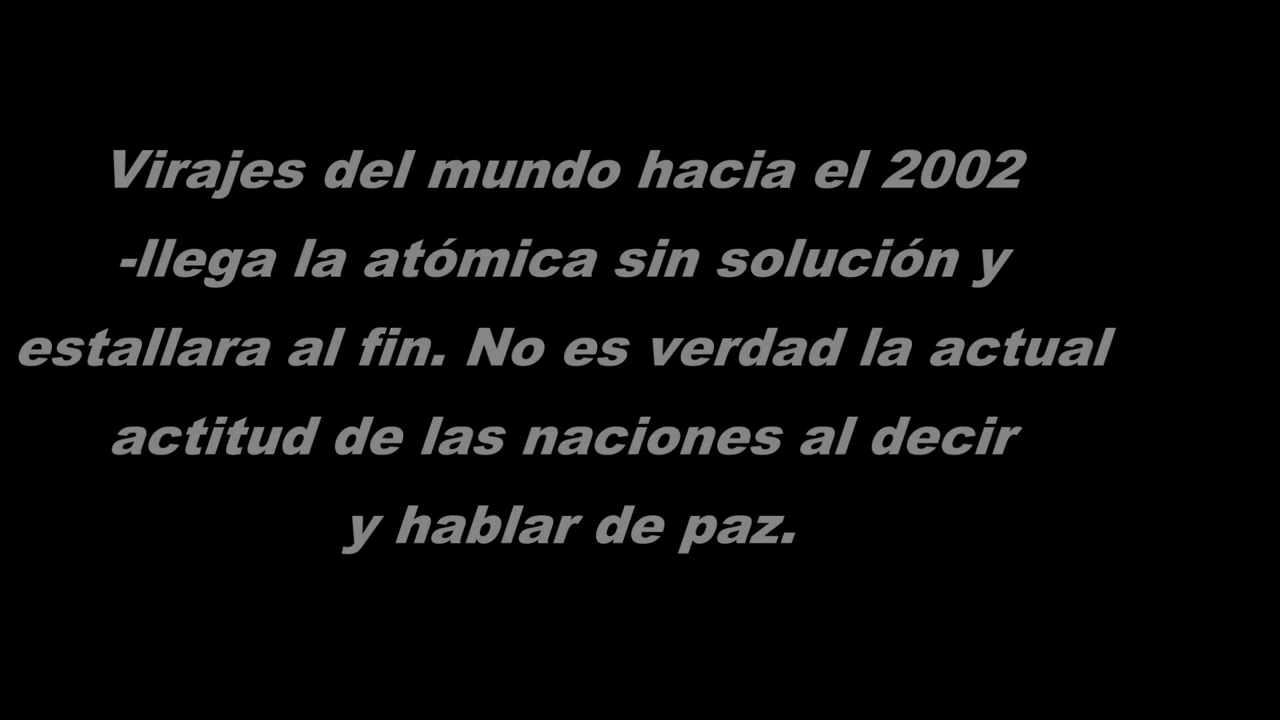 Virajes del mundo hacia el 2002
-llega la atómica sin solución y
estallara al fin. No es verdad la actual
actitud de las naciones al decir
y hablar de paz.